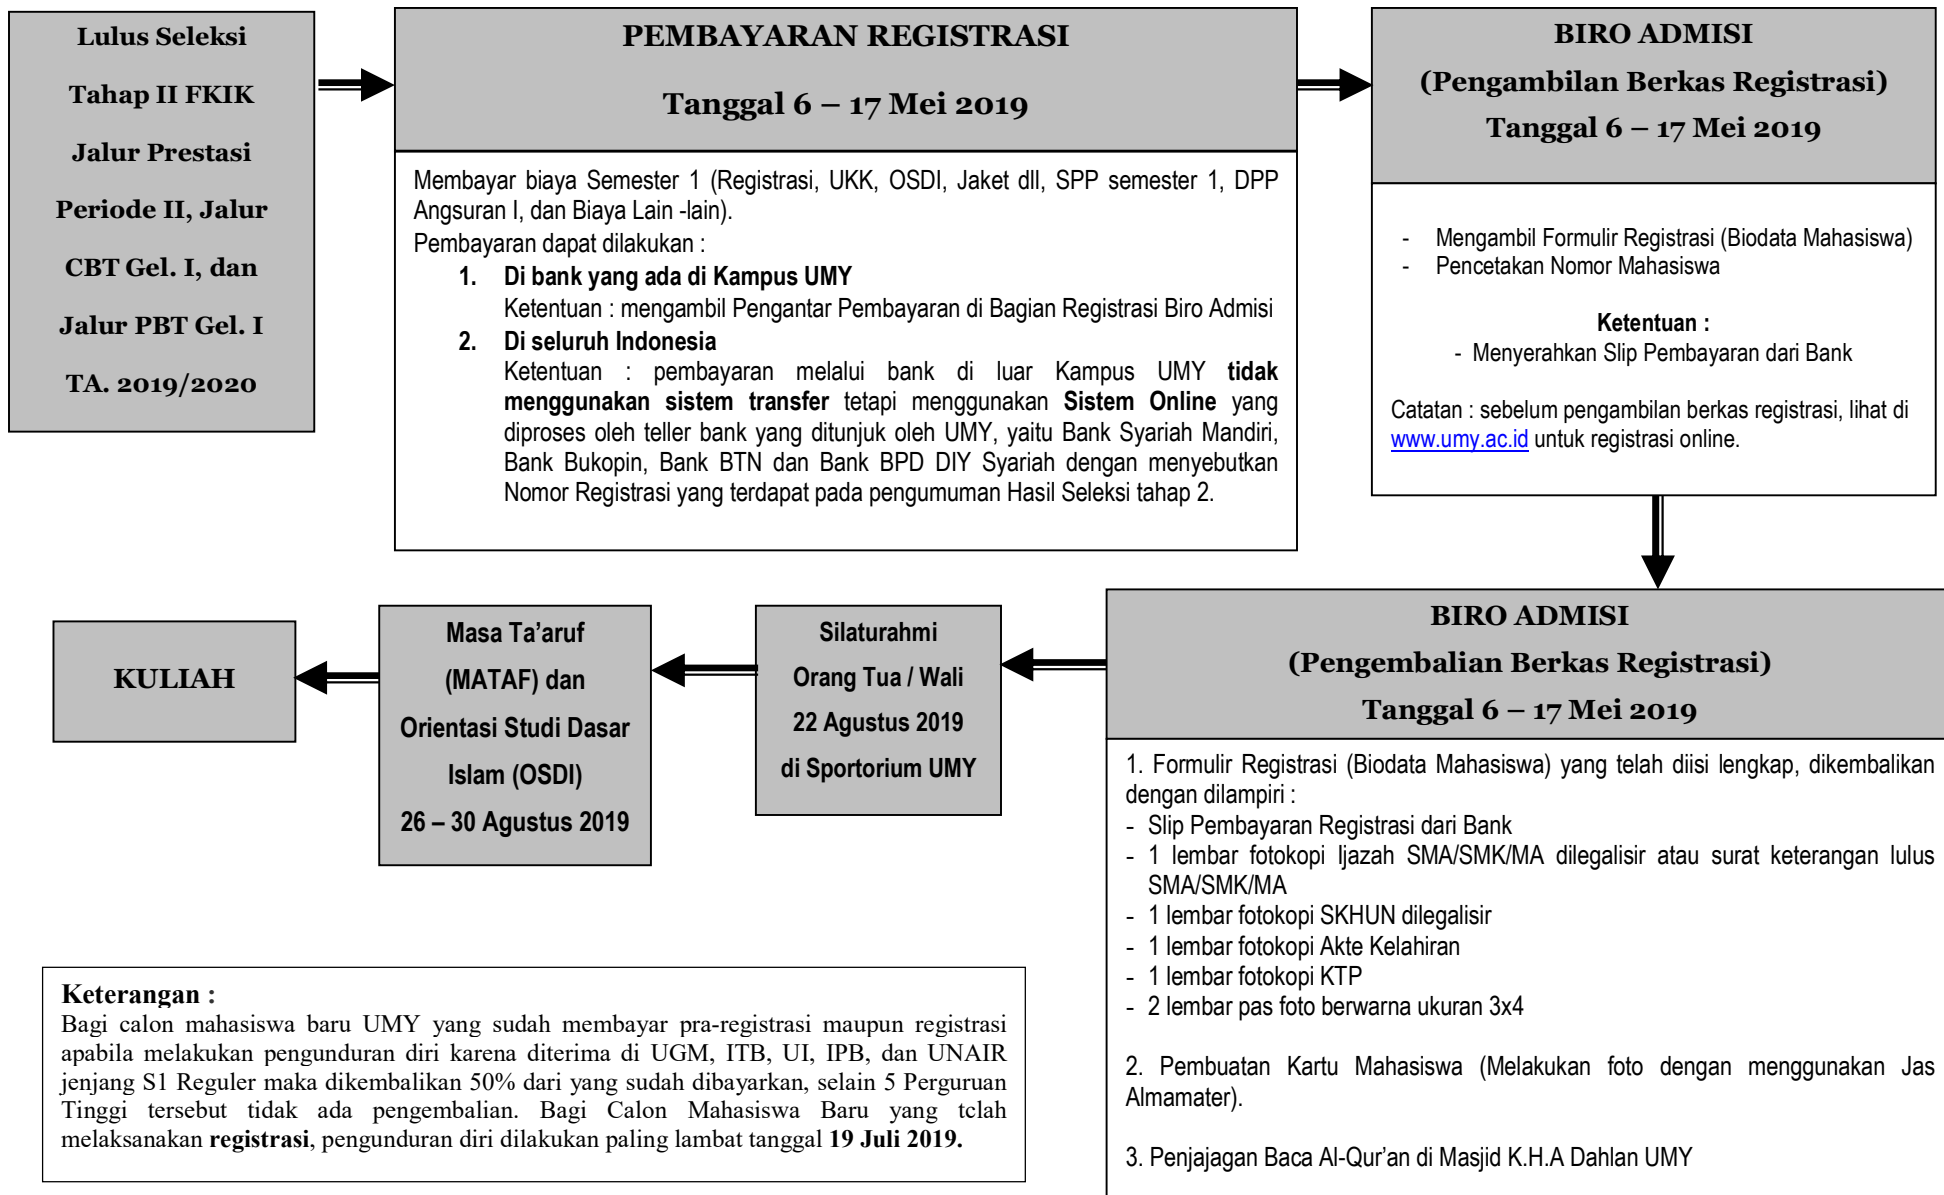 Lulus Seleksi
Tahap II FKIK
Jalur Prestasi
Periode II, Jalur
CBT Gel. I, dan
Jalur PBT Gel. I
TA. 2019/2020
PEMBAYARAN REGISTRASI
Tanggal 6 – 17 Mei 2019
Membayar biaya Semester 1 (Registrasi, UKK, OSDI, Jaket dll, SPP semester 1, DPP
Angsuran I, dan Biaya Lain -lain).
Pembayaran dapat dilakukan :
1. Di bank yang ada di Kampus UMY
Ketentuan : mengambil Pengantar Pembayaran di Bagian Registrasi Biro Admisi
2. Di seluruh Indonesia
Ketentuan : pembayaran melalui bank di luar Kampus UMY tidak
menggunakan sistem transfer tetapi menggunakan Sistem Online yang
diproses oleh teller bank yang ditunjuk oleh UMY, yaitu Bank Syariah Mandiri,
Bank Bukopin, Bank BTN dan Bank BPD DIY Syariah dengan menyebutkan
Nomor Registrasi yang terdapat pada pengumuman Hasil Seleksi tahap 2.
BIRO ADMISI
(Pengambilan Berkas Registrasi)
Tanggal 6 – 17 Mei 2019
- Mengambil Formulir Registrasi (Biodata Mahasiswa)
- Pencetakan Nomor Mahasiswa
Ketentuan :
- Menyerahkan Slip Pembayaran dari Bank
Catatan : sebelum pengambilan berkas registrasi, lihat di
www.umy.ac.id untuk registrasi online.
BIRO ADMISI
(Pengembalian Berkas Registrasi)
Tanggal 6 – 17 Mei 2019
1. Formulir Registrasi (Biodata Mahasiswa) yang telah diisi lengkap, dikembalikan
dengan dilampiri :
- Slip Pembayaran Registrasi dari Bank
- 1 lembar fotokopi Ijazah SMA/SMK/MA dilegalisir atau surat keterangan lulus
SMA/SMK/MA
- 1 lembar fotokopi SKHUN dilegalisir
- 1 lembar fotokopi Akte Kelahiran
- 1 lembar fotokopi KTP
- 2 lembar pas foto berwarna ukuran 3x4
2. Pembuatan Kartu Mahasiswa (Melakukan foto dengan menggunakan Jas
Almamater).
3. Penjajagan Baca Al-Qur'an di Masjid K.H.A Dahlan UMY
Silaturahmi
Orang Tua / Wali
22 Agustus 2019
di Sportorium UMY
Masa Ta'aruf
(MATAF) dan
Orientasi Studi Dasar
Islam (OSDI)
26 – 30 Agustus 2019
KULIAH
Keterangan :
Bagi calon mahasiswa baru UMY yang sudah membayar pra-registrasi maupun registrasi
apabila melakukan pengunduran diri karena diterima di UGM, ITB, UI, IPB, dan UNAIR
jenjang S1 Reguler maka dikembalikan 50% dari yang sudah dibayarkan, selain 5 Perguruan
Tinggi tersebut tidak ada pengembalian. Bagi Calon Mahasiswa Baru yang tclah
melaksanakan registrasi, pengunduran diri dilakukan paling lambat tanggal 19 Juli 2019.